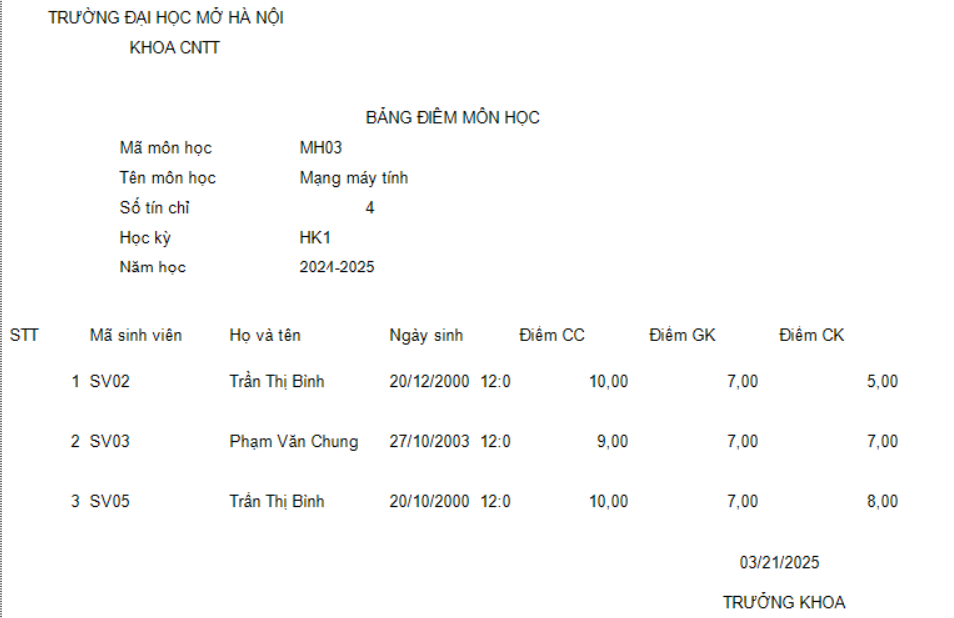 TRƯỜNG ĐẠI HỌC MỞ HÀ NỘI
KHOA CNTT
BẢNG ĐIỂM MÔN HỌC
Mã môn học MH03
Tên môn học Mạng máy tính
Số tín chỉ 4
Học kỳ HK1
Năm học 2024-2025
STT Mã sinh viên Họ và tên Ngày sinh Điểm CC Điểm GK Điểm CK
1 SV02 Trần Thị Bình 20/12/2000 12:0 10,00 7,00 5,00
2 SV03 Phạm Văn Chung 27/10/2003 12:0 9,00 7,00 7,00
3 SV05 Trần Thị Bình 20/10/2000 12:0 10,00 7,00 8,00
03/21/2025
TRƯỞNG KHOA